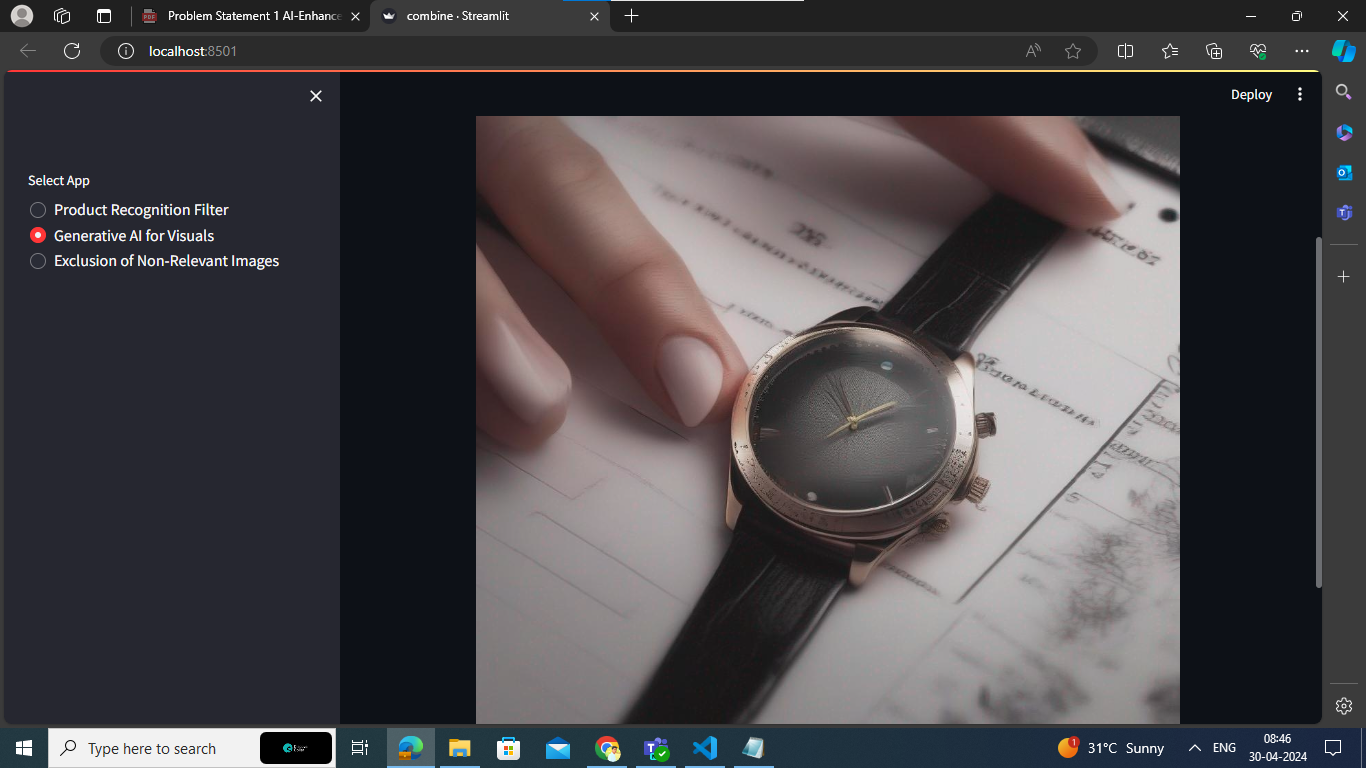 Problem Statement 1 AI-Enhance
combine · Streamlit
localhost:8501
Deploy
Select App
Product Recognition Filter
Generative AI for Visuals
Exclusion of Non-Relevant Images
Type here to search
1
31°C Sunny
ENG
08:46
30-04-2024